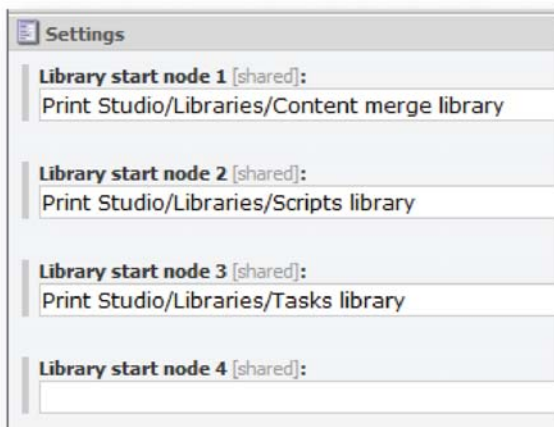 Settings
Library start node 1 [shared]:
Print Studio/Libraries/Content merge library
Library start node 2 [shared]:
Print Studio/Libraries/Scripts library
Library start node 3 [shared]:
Print Studio/Libraries/Tasks library
Library start node 4 [shared]: